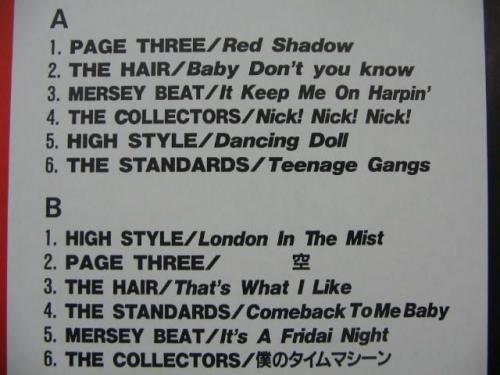 A
1. PAGE THREE/Red Shadow
2. THE HAIR/Baby Don't you know
3. MERSEY BEAT/It Keep Me On Harpin'
4. THE COLLECTORS/Nick! Nick! Nick!
5. HIGH STYLE/Dancing Doll
6. THE STANDARDS/Teenage Gangs
B
1. HIGH STYLE/London In The Mist
2. PAGE THREE/ 空
3. THE HAIR/That's What I Like
4. THE STANDARDS/Comeback To Me Baby
5. MERSEY BEAT/It's A Fridai Night
6. THE COLLECTORS/僕のタイムマシーン